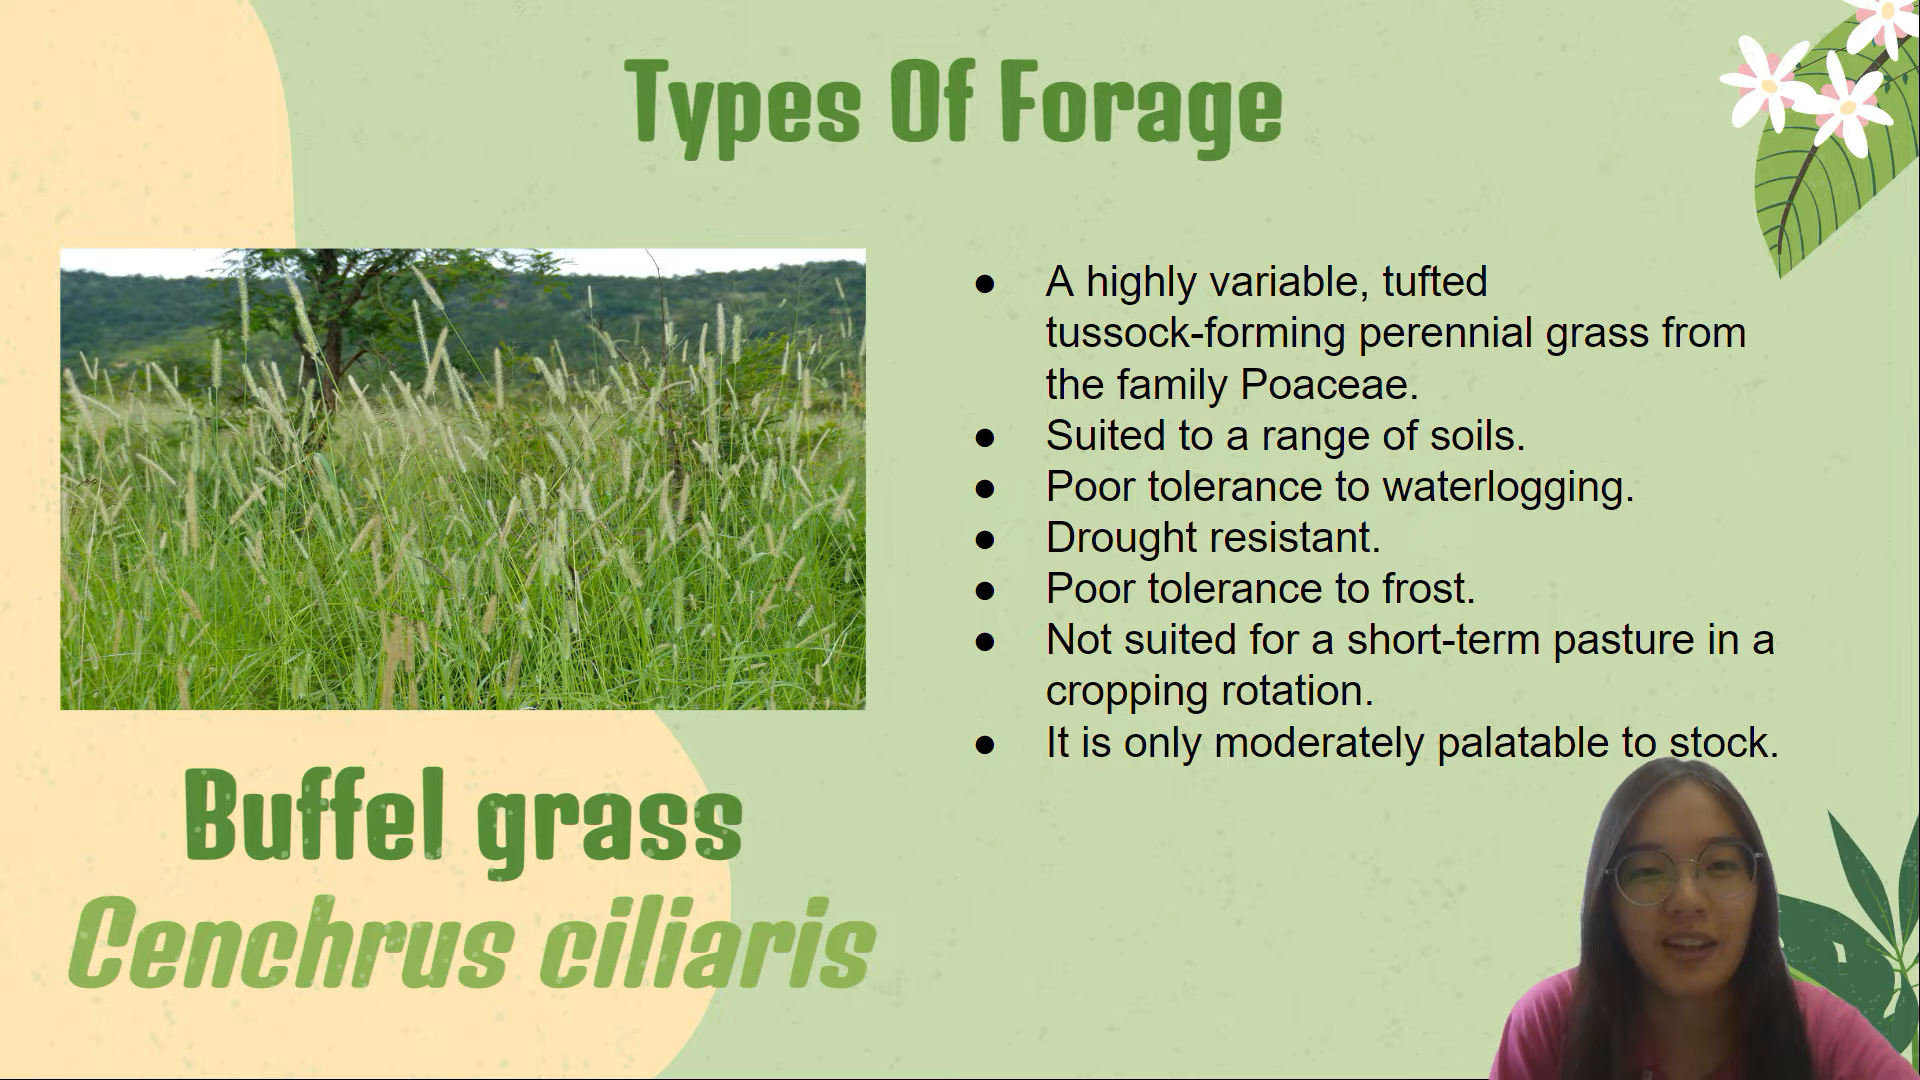 Types Of Forage
● A highly variable, tufted
tussock-forming perennial grass from
the family Poaceae.
● Suited to a range of soils.
● Poor tolerance to waterlogging.
● Drought resistant.
● Poor tolerance to frost.
● Not suited for a short-term pasture in a
cropping rotation.
● It is only moderately palatable to stock.
Buffel grass
Cenchrus ciliaris